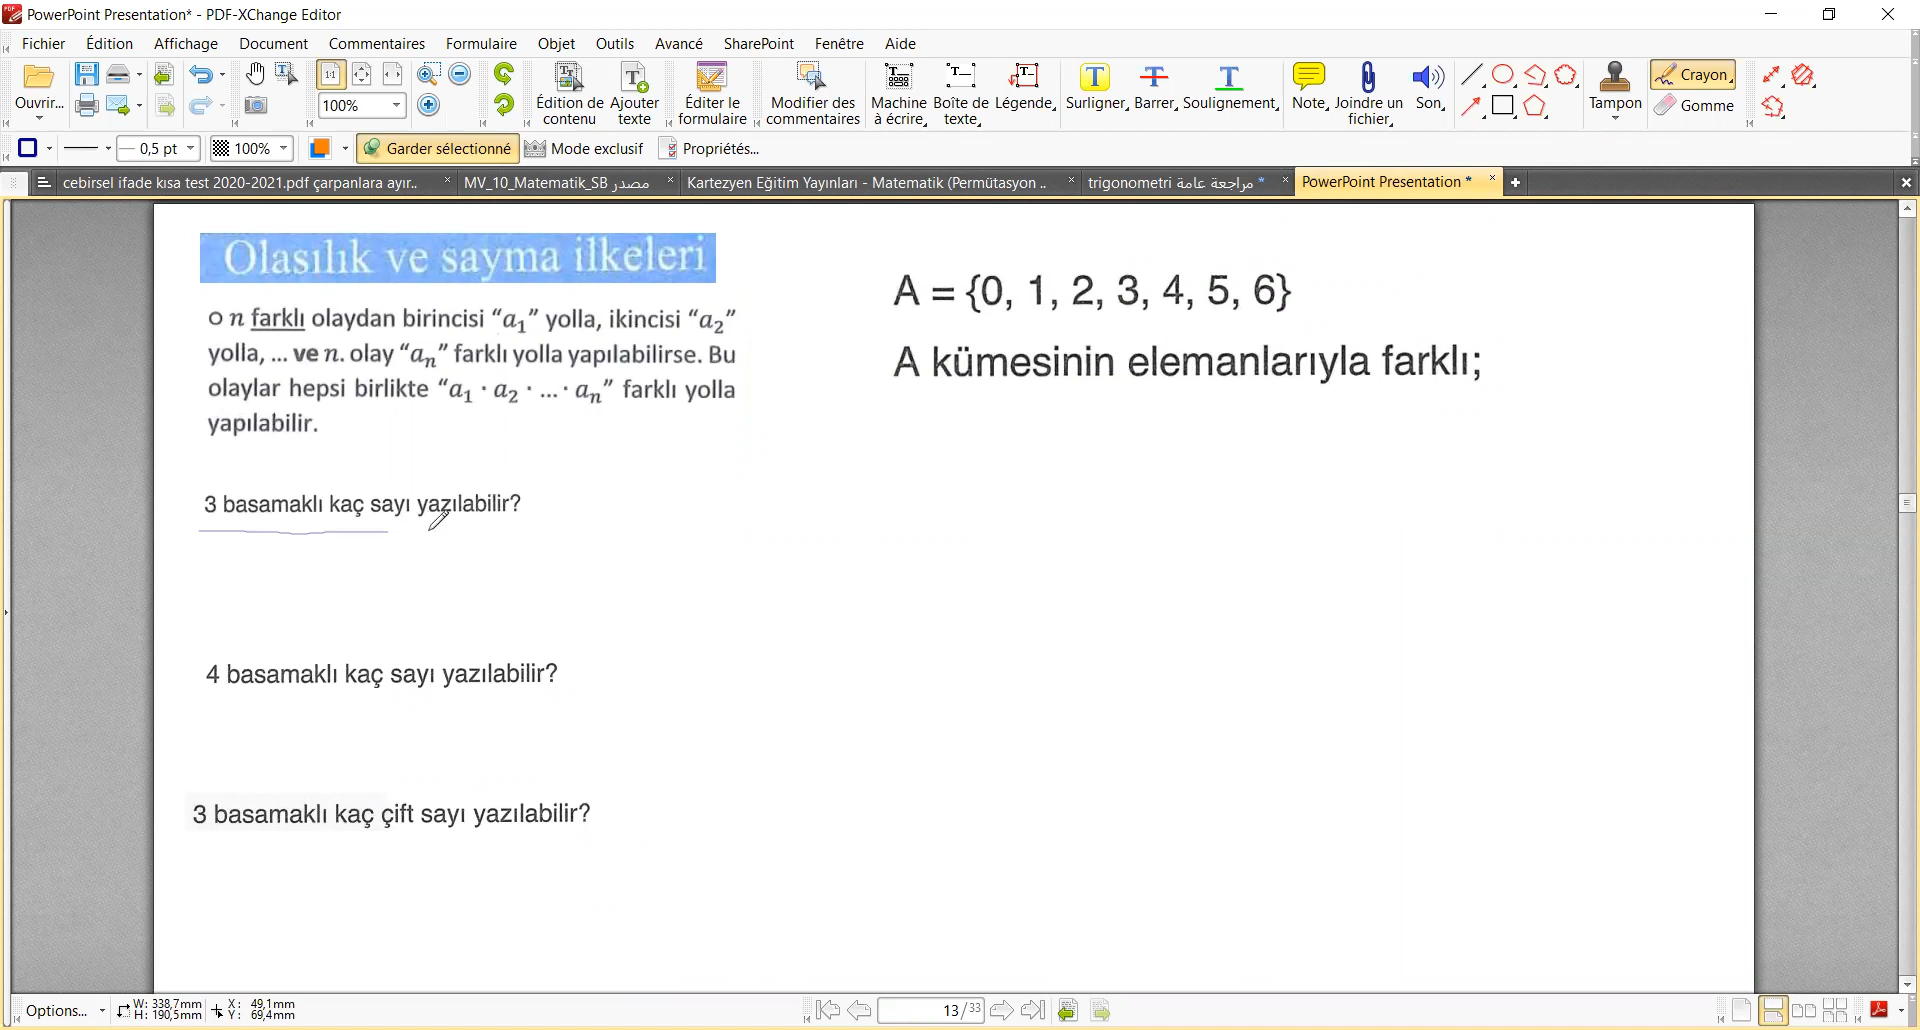 PowerPoint Presentation* - PDF-XChange Editor
Fichier Édition Affichage Document Commentaires Formulaire Objet Outils Avancé SharePoint Fenêtre Aide
Ouvrir... 100% Édition de contenu Ajouter texte Éditer le formulaire Modifier des commentaires Machine à écrire Boîte de texte Légende Surligner Barrer Soulignement Note Joindre un fichier Son Tampon Crayon Gomme
0,5 pt 100% Garder sélectionné Mode exclusif Propriétés...
cebirsel ifade kısa test 2020-2021.pdf çarpanlara ayır.. MV_10_Matematik_SB مصدر Kartezyen Eğitim Yayınları - Matematik (Permütasyon .. trigonometri مراجعة عامة * PowerPoint Presentation *
Olasılık ve sayma ilkeleri
n farklı olaydan birincisi “a₁” yolla, ikincisi “a₂”
yolla, ... ve n. olay “aₙ” farklı yolla yapılabilirse. Bu
olaylar hepsi birlikte “a₁ · a₂ · ... · aₙ” farklı yolla
yapılabilir.
A = {0, 1, 2, 3, 4, 5, 6}
A kümesinin elemanlarıyla farklı;
3 basamaklı kaç sayı yazılabilir?
4 basamaklı kaç sayı yazılabilir?
3 basamaklı kaç çift sayı yazılabilir?
Options... W: 338,7mm X: 49,1mm 13 /33
H: 190,5mm Y: 69,4mm